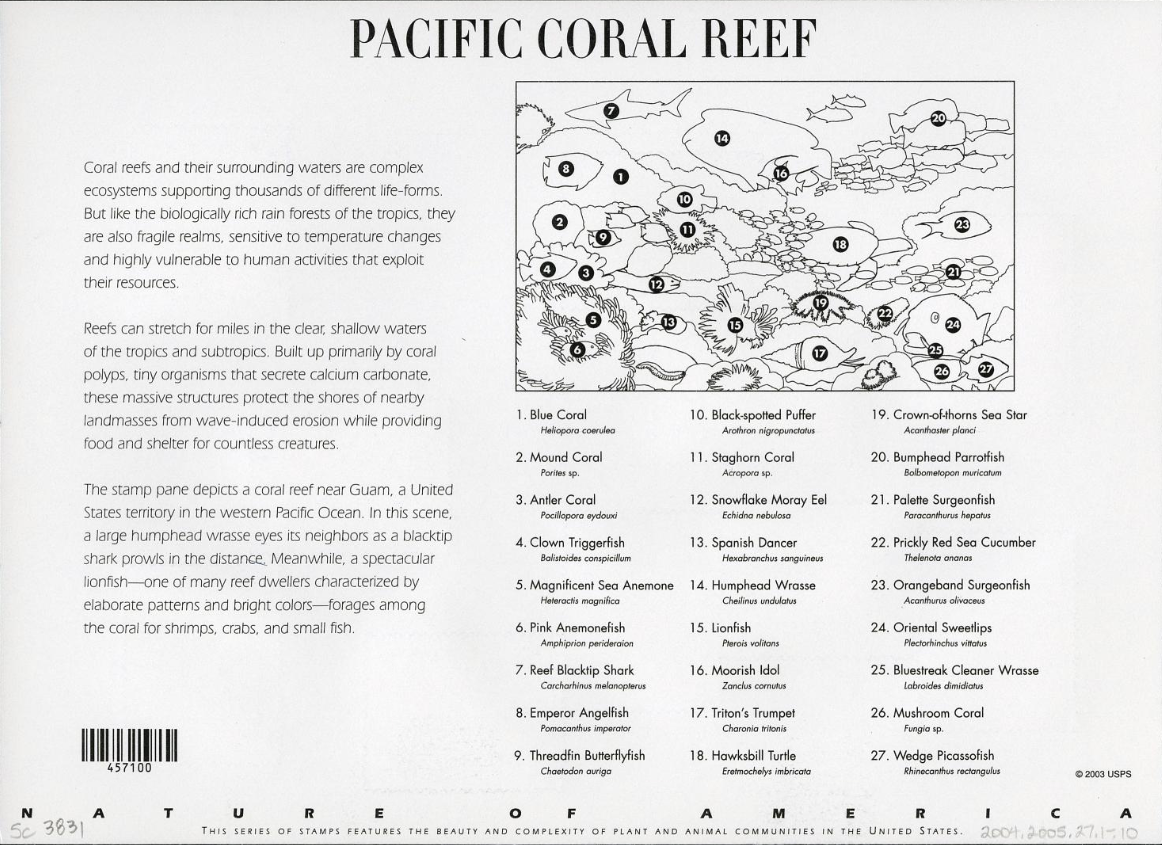 PACIFIC CORAL REEF
Coral reefs and their surrounding waters are complex
ecosystems supporting thousands of different life-forms.
But like the biologically rich rain forests of the tropics, they
are also fragile realms, sensitive to temperature changes
and highly vulnerable to human activities that exploit
their resources.
Reefs can stretch for miles in the clear, shallow waters
of the tropics and subtropics. Built up primarily by coral
polyps, tiny organisms that secrete calcium carbonate,
these massive structures protect the shores of nearby
landmasses from wave-induced erosion while providing
food and shelter for countless creatures.
The stamp pane depicts a coral reef near Guam, a United
States territory in the western Pacific Ocean. In this scene,
a large humphead wrasse eyes its neighbors as a blacktip
shark prowls in the distance. Meanwhile, a spectacular
lionfish—one of many reef dwellers characterized by
elaborate patterns and bright colors—forages among
the coral for shrimps, crabs, and small fish.
457100
7
20
14
8
1
16
10
2
9
11
23
18
4
3
12
21
19
5
13
15
22
24
6
17
25
26
27
1. Blue Coral
Heliopora coerulea
2. Mound Coral
Porites sp.
3. Antler Coral
Pocillopora eydouxi
4. Clown Triggerfish
Balistoides conspicillum
5. Magnificent Sea Anemone
Heteractis magnifica
6. Pink Anemonefish
Amphiprion perideraion
7. Reef Blacktip Shark
Carcharhinus melanopterus
8. Emperor Angelfish
Pomacanthus imperator
9. Threadfin Butterflyfish
Chaetodon auriga
10. Black-spotted Puffer
Arothron nigropunctatus
11. Staghorn Coral
Acropora sp.
12. Snowflake Moray Eel
Echidna nebulosa
13. Spanish Dancer
Hexabranchus sanguineus
14. Humphead Wrasse
Cheilinus undulatus
15. Lionfish
Pterois volitans
16. Moorish Idol
Zanclus cornutus
17. Triton's Trumpet
Charonia tritonis
18. Hawksbill Turtle
Eretmochelys imbricata
19. Crown-of-thorns Sea Star
Acanthaster planci
20. Bumphead Parrotfish
Bolbometopon muricatum
21. Palette Surgeonfish
Paracanthurus hepatus
22. Prickly Red Sea Cucumber
Thelenota ananas
23. Orangeband Surgeonfish
Acanthurus olivaceus
24. Oriental Sweetlips
Plectorhinchus vittatus
25. Bluestreak Cleaner Wrasse
Labroides dimidiatus
26. Mushroom Coral
Fungia sp.
27. Wedge Picassofish
Rhinecanthus rectangulus
© 2003 USPS
NATURE OF AMERICA
THIS SERIES OF STAMPS FEATURES THE BEAUTY AND COMPLEXITY OF PLANT AND ANIMAL COMMUNITIES IN THE UNITED STATES.
Sc 3831
2004.2005.27.1-.10